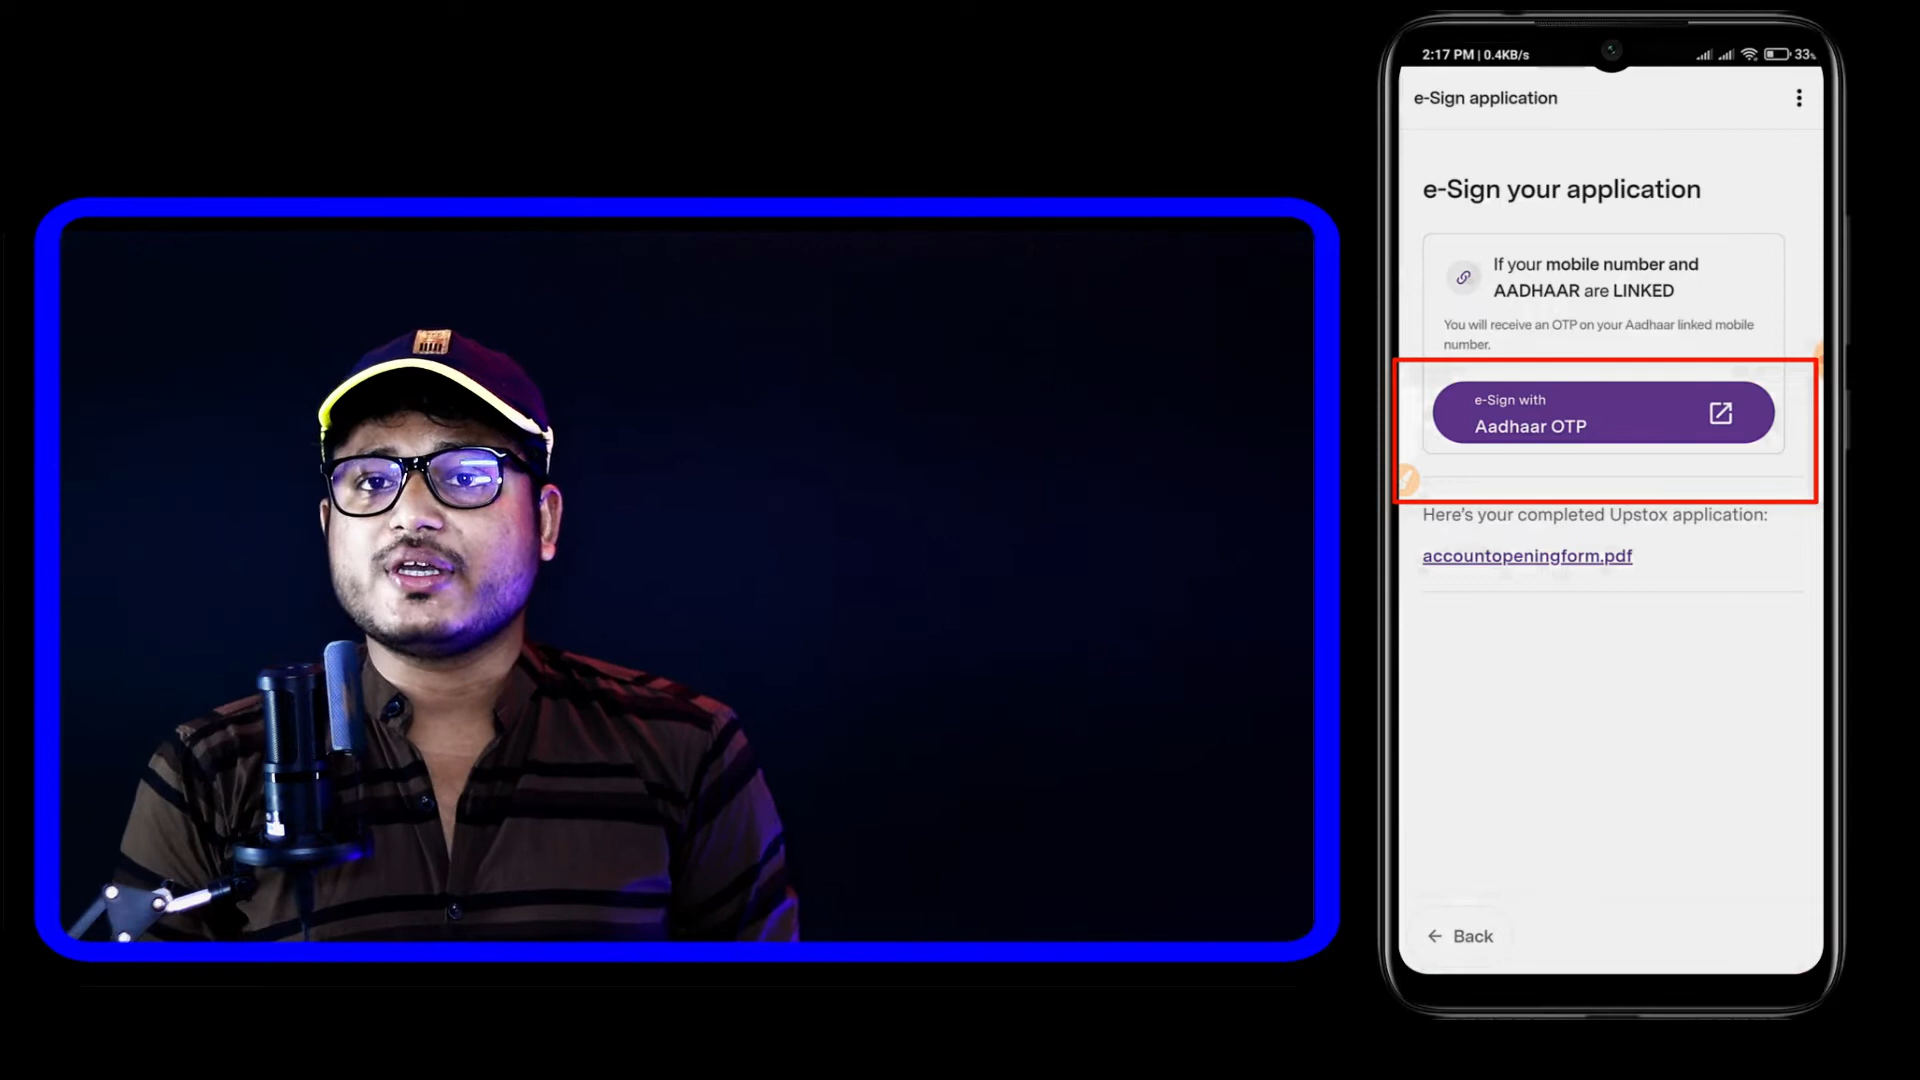 2:17 PM | 0.4KB/s
33%
e-Sign application
e-Sign your application
If your mobile number and
AADHAAR are LINKED
You will receive an OTP on your Aadhaar linked mobile
number.
e-Sign with
Aadhaar OTP
Here's your completed Upstox application:
accountopeningform.pdf
Back